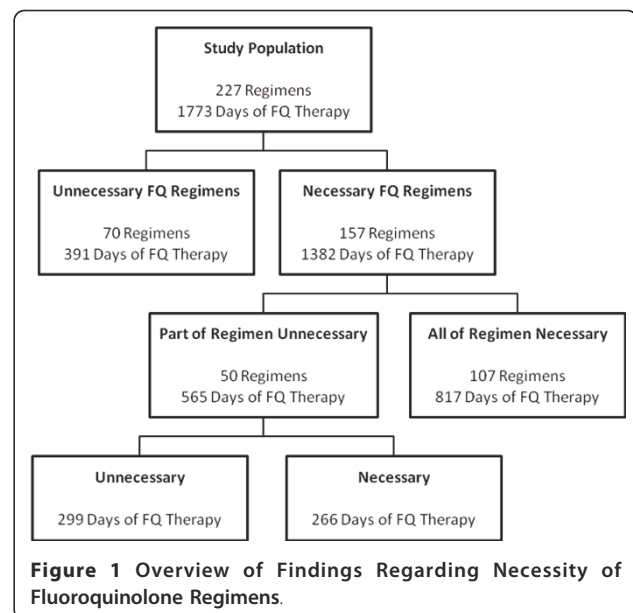 Study Population
227 Regimens
1773 Days of FQ Therapy
Unnecessary FQ Regimens
70 Regimens
391 Days of FQ Therapy
Necessary FQ Regimens
157 Regimens
1382 Days of FQ Therapy
Part of Regimen Unnecessary
50 Regimens
565 Days of FQ Therapy
All of Regimen Necessary
107 Regimens
817 Days of FQ Therapy
Unnecessary
299 Days of FQ Therapy
Necessary
266 Days of FQ Therapy
Figure 1 Overview of Findings Regarding Necessity of
Fluoroquinolone Regimens.